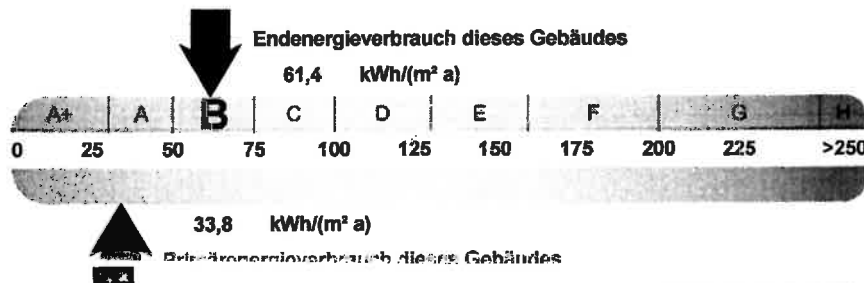 Endenergieverbrauch dieses Gebäudes
61,4 kWh/(m² a)
A+ A B C D E F G H
0 25 50 75 100 125 150 175 200 225 >250
33,8 kWh/(m² a)
Primärenergieverbrauch dieses Gebäudes